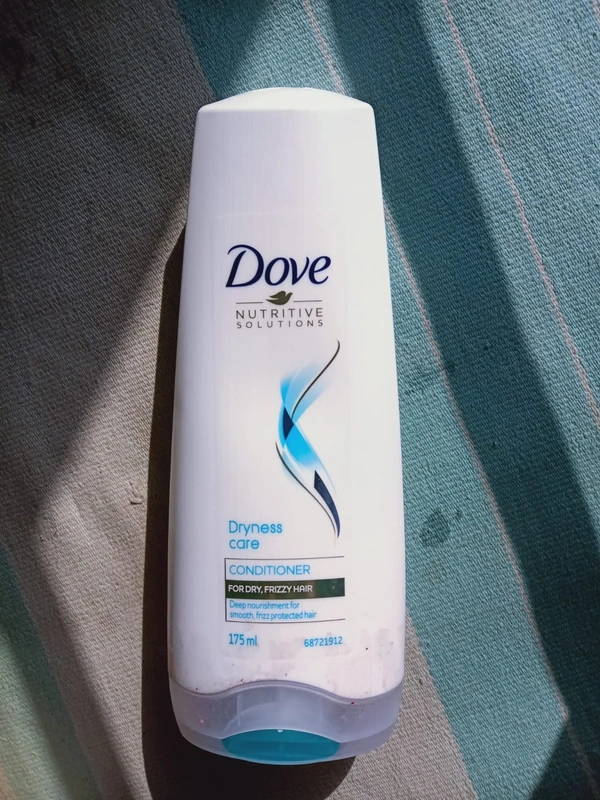 Dove
NUTRITIVE
SOLUTIONS
Dryness
care
CONDITIONER
FOR DRY, FRIZZY HAIR
Deep nourishment for
smooth, frizz protected hair
175 ml 68721912